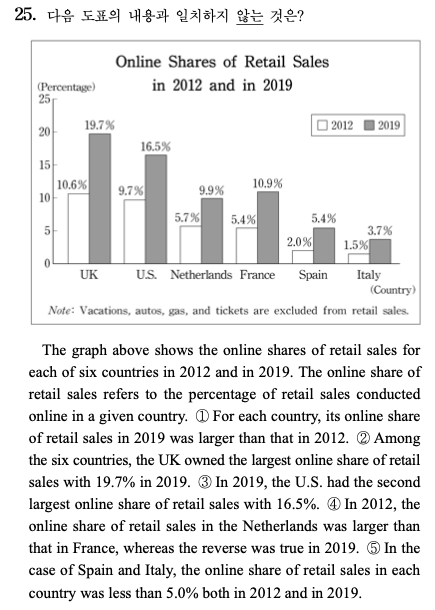 25. 다음 도표의 내용과 일치하지 않는 것은?
Online Shares of Retail Sales
in 2012 and in 2019
(Percentage)
25
20
15
10
5
0
2012 2019
10.6% 19.7%
9.7% 16.5%
5.7% 9.9%
5.4% 10.9%
2.0% 5.4%
1.5% 3.7%
UK U.S. Netherlands France Spain Italy
(Country)
Note: Vacations, autos, gas, and tickets are excluded from retail sales.
The graph above shows the online shares of retail sales for
each of six countries in 2012 and in 2019. The online share of
retail sales refers to the percentage of retail sales conducted
online in a given country. ① For each country, its online share
of retail sales in 2019 was larger than that in 2012. ② Among
the six countries, the UK owned the largest online share of retail
sales with 19.7% in 2019. ③ In 2019, the U.S. had the second
largest online share of retail sales with 16.5%. ④ In 2012, the
online share of retail sales in the Netherlands was larger than
that in France, whereas the reverse was true in 2019. ⑤ In the
case of Spain and Italy, the online share of retail sales in each
country was less than 5.0% both in 2012 and in 2019.